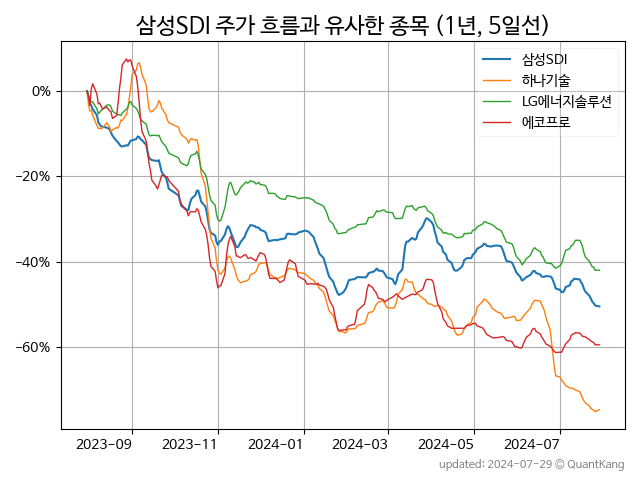 삼성SDI 주가 흐름과 유사한 종목 (1년, 5일선)
삼성SDI
하나기술
LG에너지솔루션
에코프로
0%
−20%
−40%
−60%
2023-09 2023-11 2024-01 2024-03 2024-05 2024-07
updated: 2024-07-29 © QuantKang